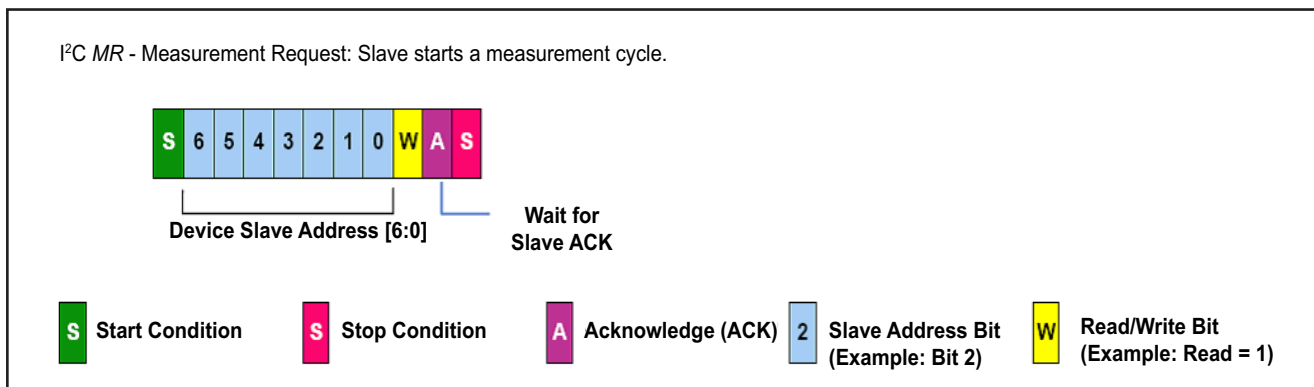 I²C MR - Measurement Request: Slave starts a measurement cycle.
S 6 5 4 3 2 1 0 W A S
Device Slave Address [6:0]
Wait for
Slave ACK
S Start Condition
S Stop Condition
A Acknowledge (ACK)
2 Slave Address Bit
(Example: Bit 2)
W Read/Write Bit
(Example: Read = 1)